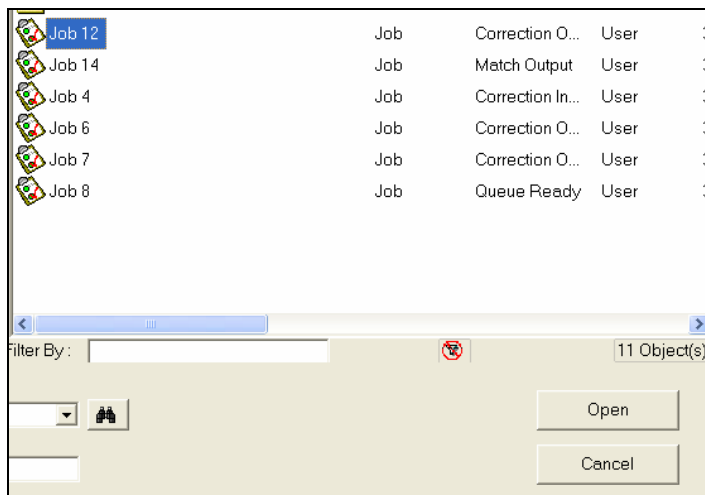 Job 12 Job Correction O... User
Job 14 Job Match Output User
Job 4 Job Correction In... User
Job 6 Job Correction O... User
Job 7 Job Correction O... User
Job 8 Job Queue Ready User
Filter By : 11 Object(s)
Open
Cancel